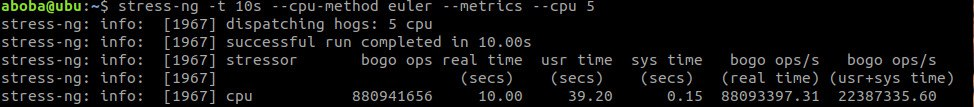 aboba@ubu:~$ stress-ng -t 10s --cpu-method euler --metrics --cpu 5
stress-ng: info:  [1967] dispatching hogs: 5 cpu
stress-ng: info:  [1967] successful run completed in 10.00s
stress-ng: info:  [1967] stressor       bogo ops real time  usr time  sys time   bogo ops/s   bogo ops/s
stress-ng: info:  [1967]                           (secs)    (secs)    (secs)   (real time) (usr+sys time)
stress-ng: info:  [1967] cpu           880941656     10.00     39.20      0.15  88093397.31  22387335.60